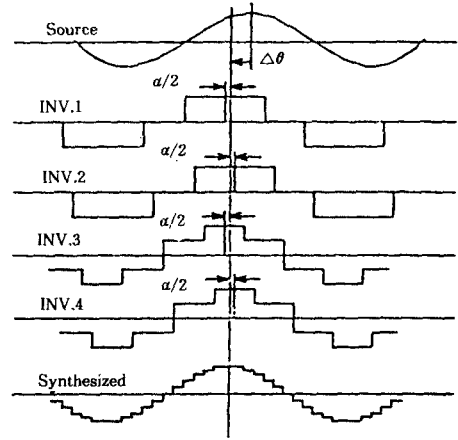 Source
Δθ
α/2
INV.1
α/2
INV.2
α/2
INV.3
α/2
INV.4
Synthesized